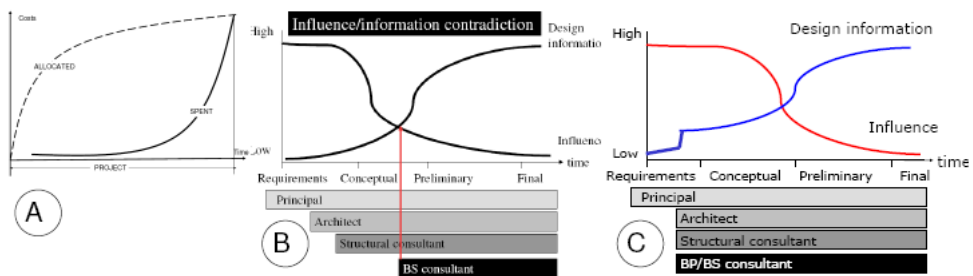 Costs
ALLOCATED
SPENT
Time
PROJECT
A
Influence/information contradiction
High
Design
informatio
LOW
Influeno
time
Requirements Conceptual Preliminary Final
Principal
Architect
Structural consultant
BS consultant
B
High
Design information
Influence
Low
time
Requirements Conceptual Preliminary Final
Principal
Architect
Structural consultant
BP/BS consultant
C